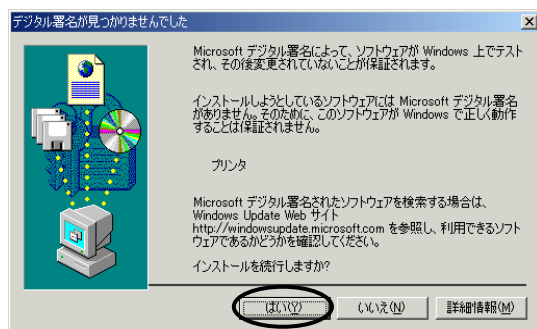 デジタル署名が見つかりませんでした
Microsoft デジタル署名によって、ソフトウェアが Windows 上でテスト
され、その後変更されていないことが保証されます。
インストールしようとしているソフトウェアには Microsoft デジタル署名
がありません。そのために、このソフトウェアが Windows で正しく動作
することは保証されません。
プリンタ
Microsoft デジタル署名されたソフトウェアを検索する場合は、
Windows Update Web サイト
http://windowsupdate.microsoft.com を参照し、利用できるソフト
ウェアであるかどうかを確認してください。
インストールを続行しますか?
はい(Y) いいえ(N) 詳細情報(M)